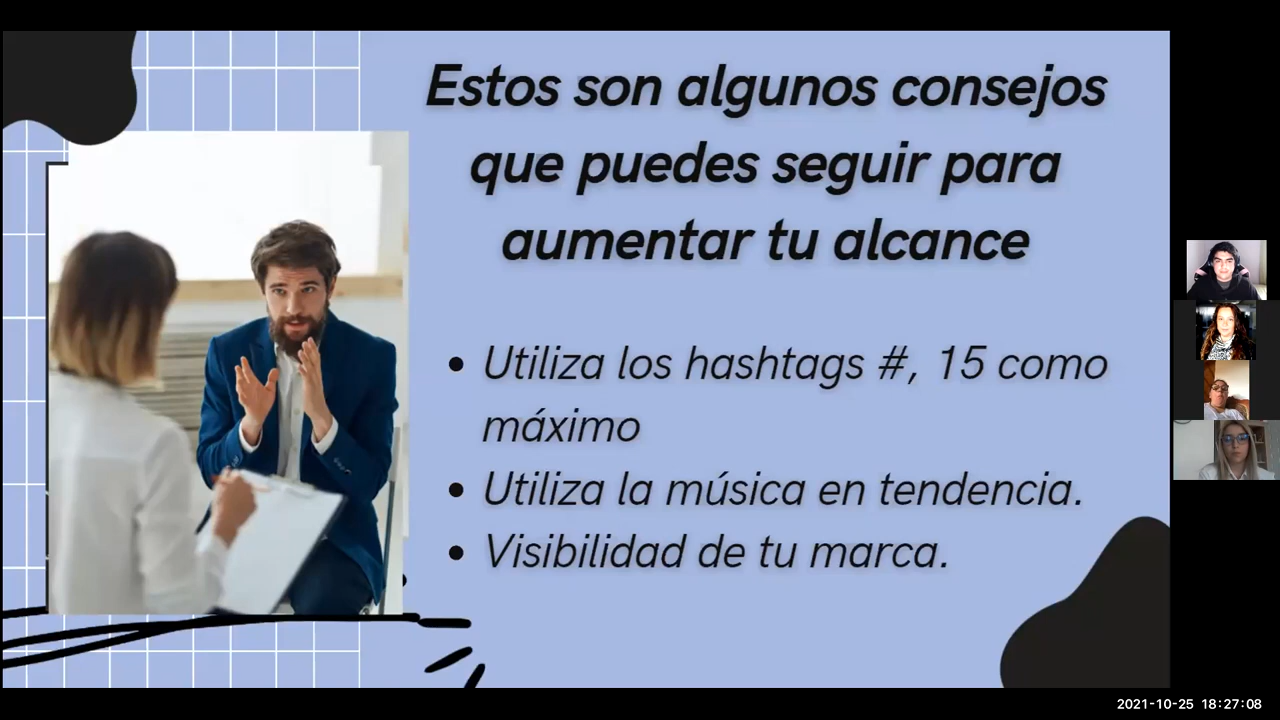 Estos son algunos consejos
que puedes seguir para
aumentar tu alcance
• Utiliza los hashtags #, 15 como
máximo
• Utiliza la música en tendencia.
• Visibilidad de tu marca.
2021-10-25 18:27:08